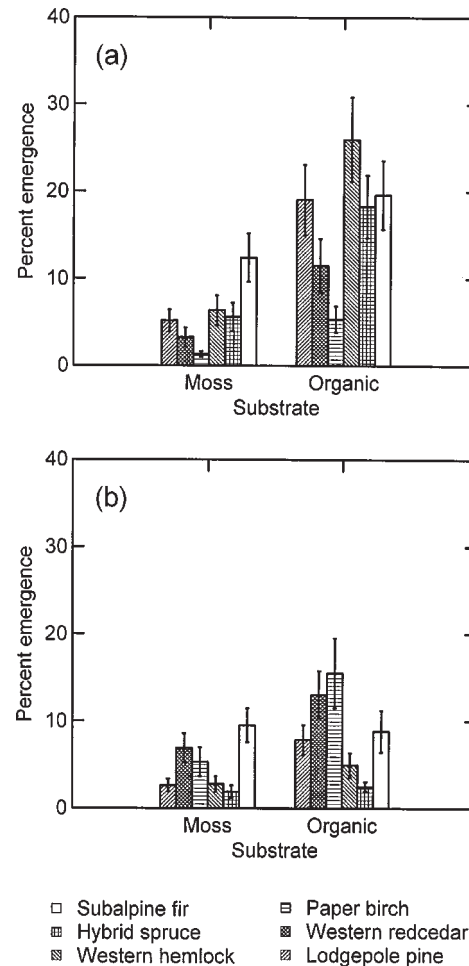 40
(a)
30
20
10
0
Percent emergence
Moss
Organic
Substrate
40
(b)
30
20
10
0
Percent emergence
Moss
Organic
Substrate
Subalpine fir
Paper birch
Hybrid spruce
Western redcedar
Western hemlock
Lodgepole pine